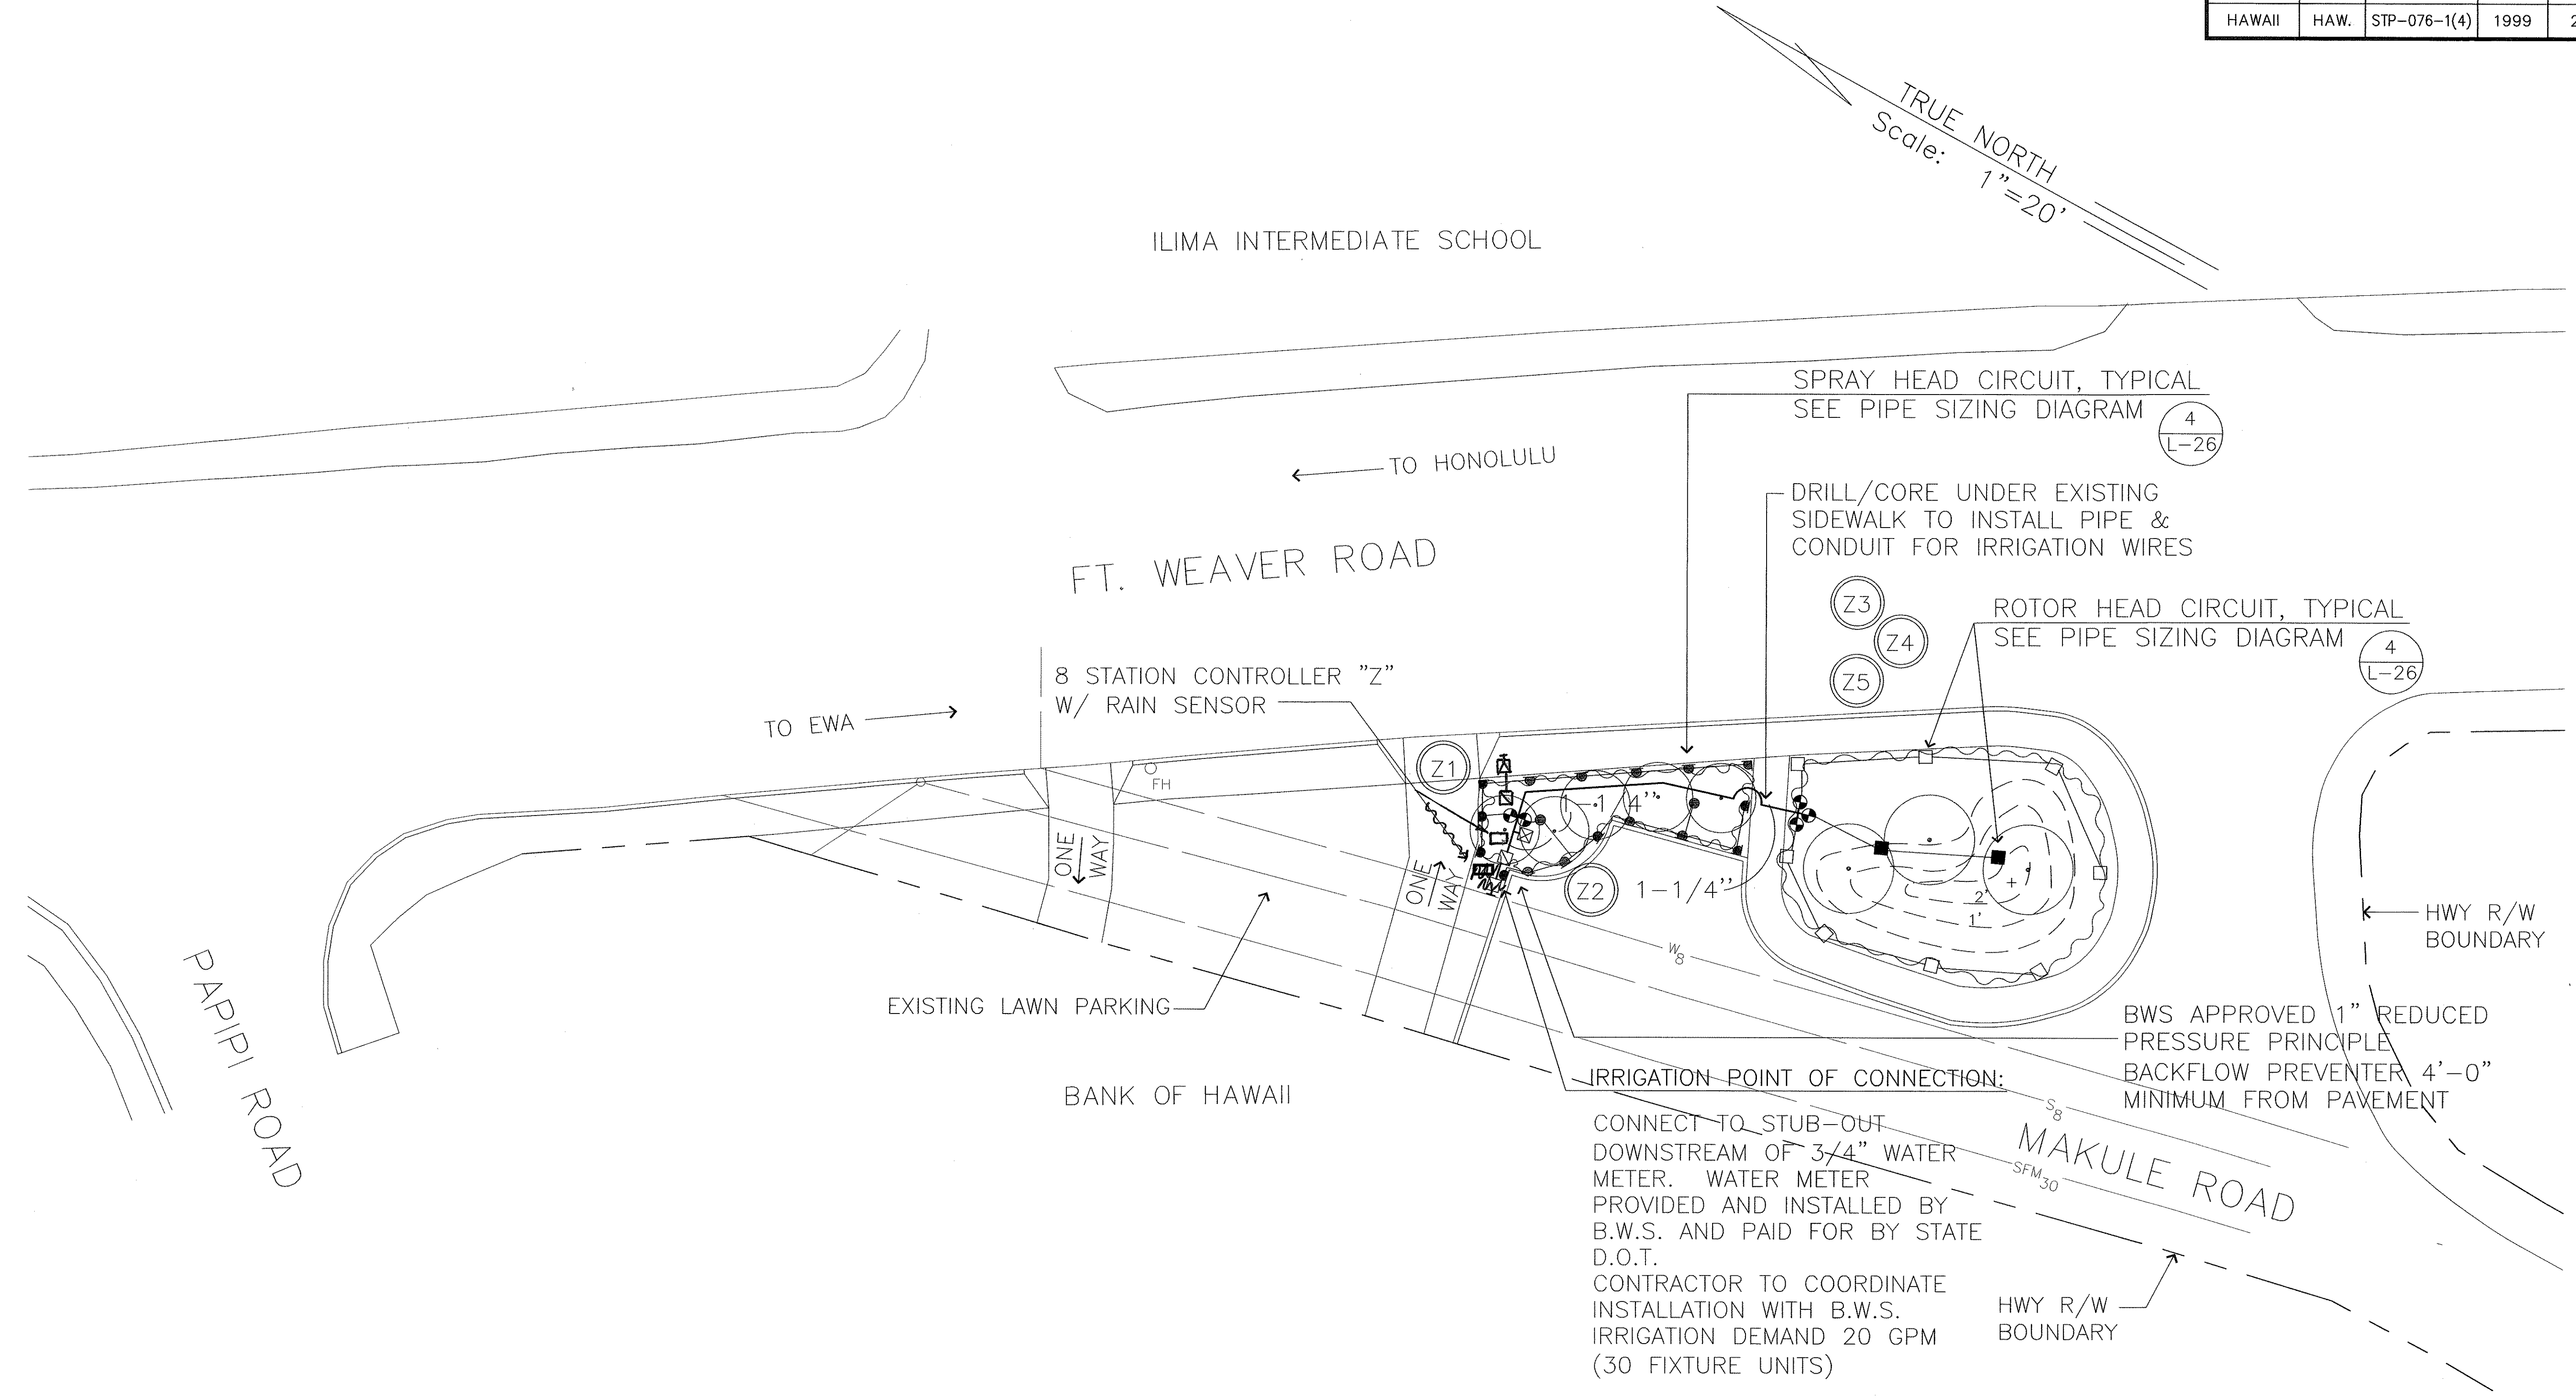 HAWAII HAW. STP-076-1(4) 1999
TRUE NORTH
Scale: 1"=20'
ILIMA INTERMEDIATE SCHOOL
SPRAY HEAD CIRCUIT, TYPICAL
SEE PIPE SIZING DIAGRAM
4
L-26
TO HONOLULU
DRILL/CORE UNDER EXISTING
SIDEWALK TO INSTALL PIPE &
CONDUIT FOR IRRIGATION WIRES
FT. WEAVER ROAD
Z3
Z4
Z5
ROTOR HEAD CIRCUIT, TYPICAL
SEE PIPE SIZING DIAGRAM
4
L-26
8 STATION CONTROLLER "Z"
W/ RAIN SENSOR
TO EWA
Z1
FH
1-1/4"
ONE
WAY
ONE
WAY
Z2
1-1/4"
2'
1'
HWY R/W
BOUNDARY
W8
PAPIPI ROAD
EXISTING LAWN PARKING
BWS APPROVED 1" REDUCED
PRESSURE PRINCIPLE
BACKFLOW PREVENTER 4'-0"
MINIMUM FROM PAVEMENT
BANK OF HAWAII
IRRIGATION POINT OF CONNECTION:
CONNECT TO STUB-OUT
DOWNSTREAM OF 3/4" WATER
METER. WATER METER
PROVIDED AND INSTALLED BY
B.W.S. AND PAID FOR BY STATE
D.O.T.
CONTRACTOR TO COORDINATE
INSTALLATION WITH B.W.S.
IRRIGATION DEMAND 20 GPM
(30 FIXTURE UNITS)
S8
SFM30
MAKULE ROAD
HWY R/W
BOUNDARY